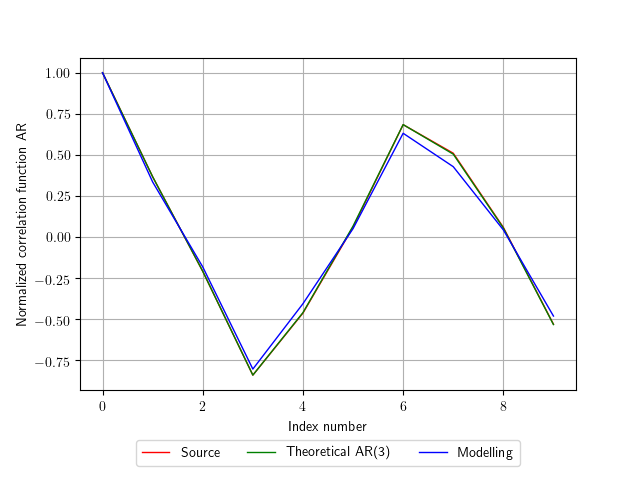 1.00
0.75
0.50
0.25
0.00
−0.25
−0.50
−0.75
Normalized correlation function AR
0 2 4 6 8
Index number
Source Theoretical AR(3) Modelling